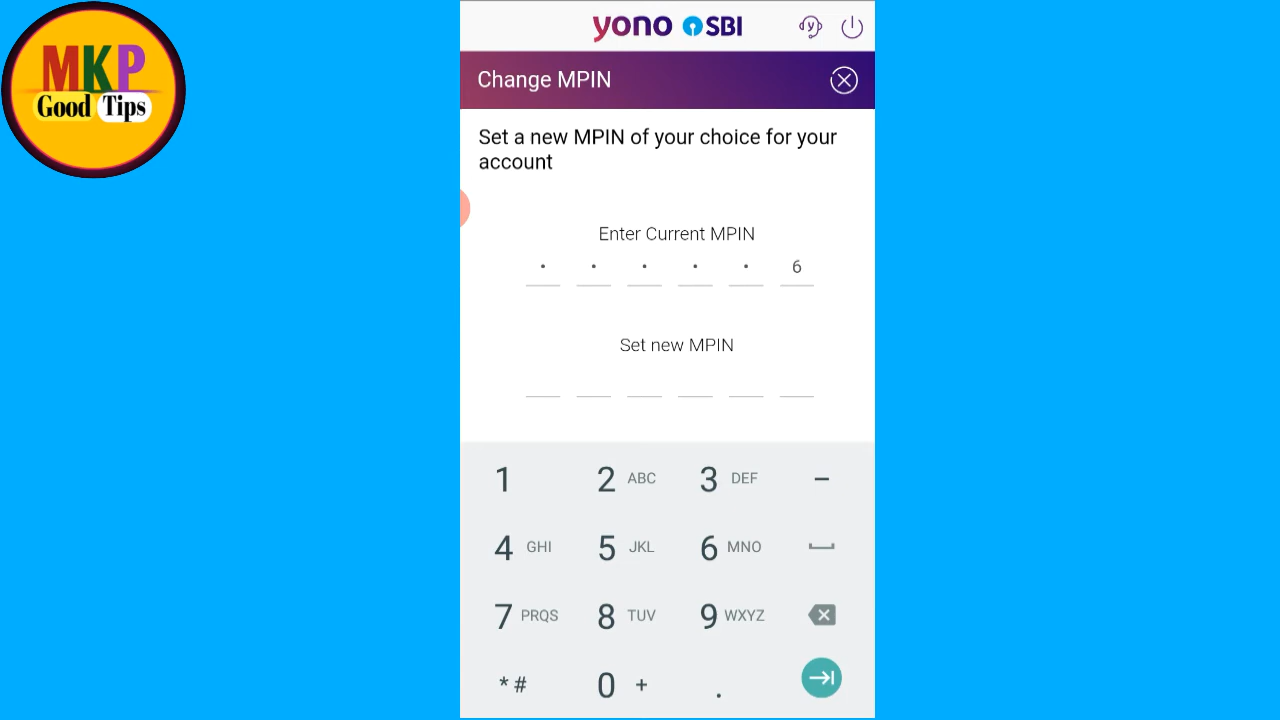 MKP
Good Tips
yono SBI
Change MPIN
Set a new MPIN of your choice for your
account
Enter Current MPIN
• • • • • 6
Set new MPIN
1 2 ABC 3 DEF –
4 GHI 5 JKL 6 MNO
7 PRQS 8 TUV 9 WXYZ
* # 0 + .